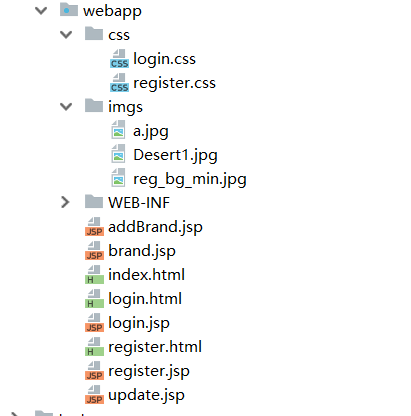 webapp
css
CSS login.css
CSS register.css
imgs
a.jpg
Desert1.jpg
reg_bg_min.jpg
WEB-INF
JSP addBrand.jsp
JSP brand.jsp
H index.html
H login.html
JSP login.jsp
H register.html
JSP register.jsp
JSP update.jsp